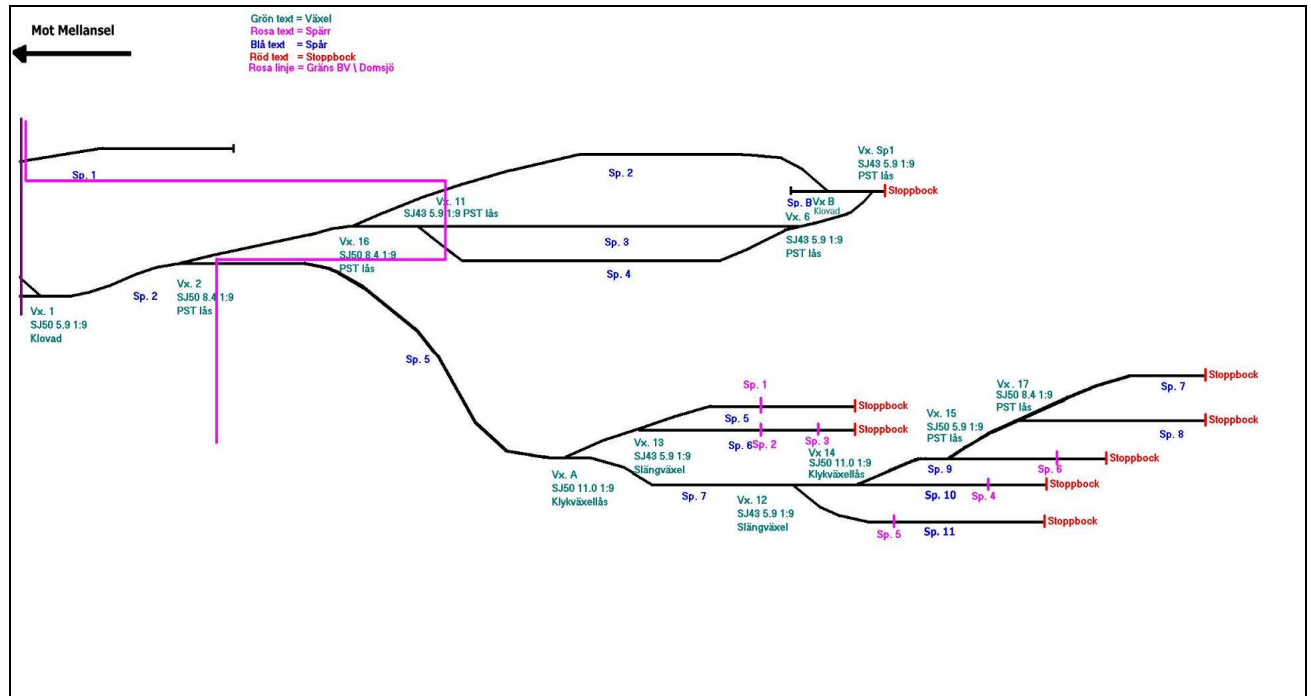 Mot Mellansel
Grön text = Växel
Rosa text = Spärr
Blå text = Spår
Röd text = Stoppbock
Rosa linje = Gräns BV \ Domsjö
Sp. 1
Sp. 2
Vx. Sp1
SJ43 5.9 1:9
PST lås
Stoppbock
Vx. 11
SJ43 5.9 1:9 PST lås
Sp. B
Vx B
Klovad
Vx. 6
SJ43 5.9 1:9
PST lås
Sp. 3
Sp. 4
Vx. 16
SJ50 8.4 1:9
PST lås
Vx. 2
SJ50 8.4 1:9
PST lås
Sp. 2
Vx. 1
SJ50 5.9 1:9
Klovad
Sp. 5
Sp. 1
Stoppbock
Sp. 5
Stoppbock
Sp. 6
Sp. 2
Sp. 3
Vx. 13
SJ43 5.9 1:9
Slängväxel
Vx. A
SJ50 11.0 1:9
Klykväxellås
Sp. 7
Vx. 12
SJ43 5.9 1:9
Slängväxel
Vx 14
SJ50 11.0 1:9
Klykväxellås
Vx. 15
SJ50 5.9 1:9
PST lås
Vx. 17
SJ50 8.4 1:9
PST lås
Stoppbock
Sp. 7
Stoppbock
Sp. 8
Stoppbock
Sp. 9
Sp. 6
Stoppbock
Sp. 10
Sp. 4
Stoppbock
Sp. 5
Sp. 11